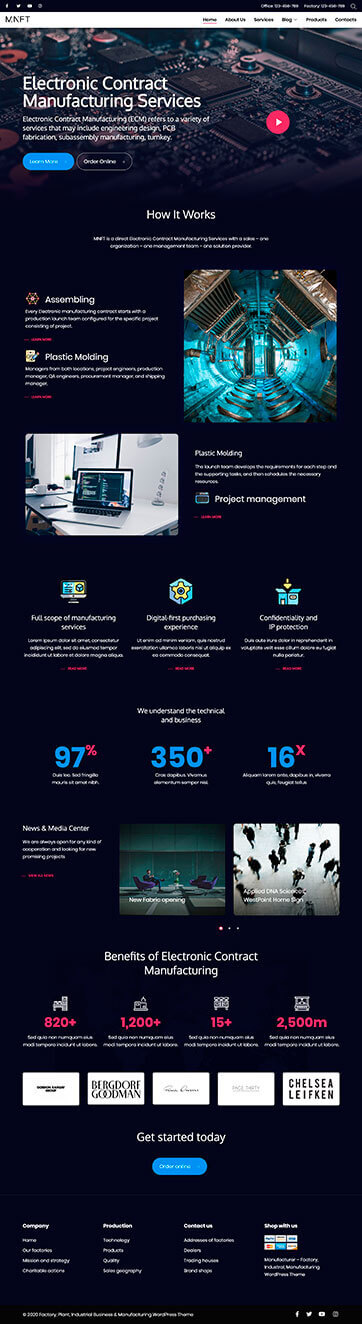 Office: 123-456-789 Factory: 123-456-789
MNFT
Home About Us Services Blog Products Contacts
Electronic Contract
Manufacturing Services
Electronic Contract Manufacturing (ECM) refers to a variety of
services that may include engineering design, PCB
fabrication, subassembly manufacturing, turnkey.
Learn More
Order Online
How It Works
MNFT is a direct Electronic Contract Manufacturing Services with a sales – one
organization – one management team – one solution provider.
Assembling
Every Electronic manufacturing contract starts with a
production launch team configured for the specific project
consisting of project.
LEARN MORE
Plastic Molding
Managers from both locations, project engineers, production
manager, QA engineers, procurement manager, and shipping
manager.
LEARN MORE
Plastic Molding
The launch team develops the requirements for each step and
the supporting tasks, and then schedules the necessary
resources.
Project management
LEARN MORE
Full scope of manufacturing
services
Lorem ipsum dolor sit amet, consectetur
adipiscing elit, sed do eiusmod tempor
incididunt ut labore et dolore magna aliqua.
READ MORE
Digital-first purchasing
experience
Ut enim ad minim veniam, quis nostrud
exercitation ullamco laboris nisi ut aliquip ex
ea commodo consequat.
READ MORE
Confidentiality and
IP protection
Duis aute irure dolor in reprehenderit in
voluptate velit esse cillum dolore eu fugiat
nulla pariatur.
READ MORE
We understand the technical
and business
97%
Duis leo. Sed fringilla
mauris sit amet nibh.
350+
Cras dapibus. Vivamus
elementum semper nisi.
16X
Aliquam lorem ante, dapibus in, viverra
quis, feugiat tellus
News & Media Center
We are always open for any kind of
cooperation and looking for new
promising projects
VIEW ALL NEWS
New Fabric opening
Applied DNA Sciences,
WestPoint Home Sign
Benefits of Electronic Contract
Manufacturing
820+
Sed quia non numquam eius
modi tempora incidunt ut labore.
1,200+
Sed quia non numquam eius
modi tempora incidunt ut labore.
15+
Sed quia non numquam eius
modi tempora incidunt ut labore.
2,500m
Sed quia non numquam eius
modi tempora incidunt ut labore.
GORDON RAMSAY
GROUP
BERGDORF
GOODMAN
PAGE THIRTY
CHELSEA
LEIFKEN
Get started today
Order online
Company
Home
Our factories
Mission and strategy
Charitable actions
Production
Technology
Products
Quality
Sales geography
Contact us
Addresses of factories
Dealers
Trading houses
Brand shops
Shop with us
Manufacturer – Factory,
Industrial, Manufacturing
WordPress Theme
© 2020 Factory, Plant, Industrial Business & Manufacturing WordPress Theme